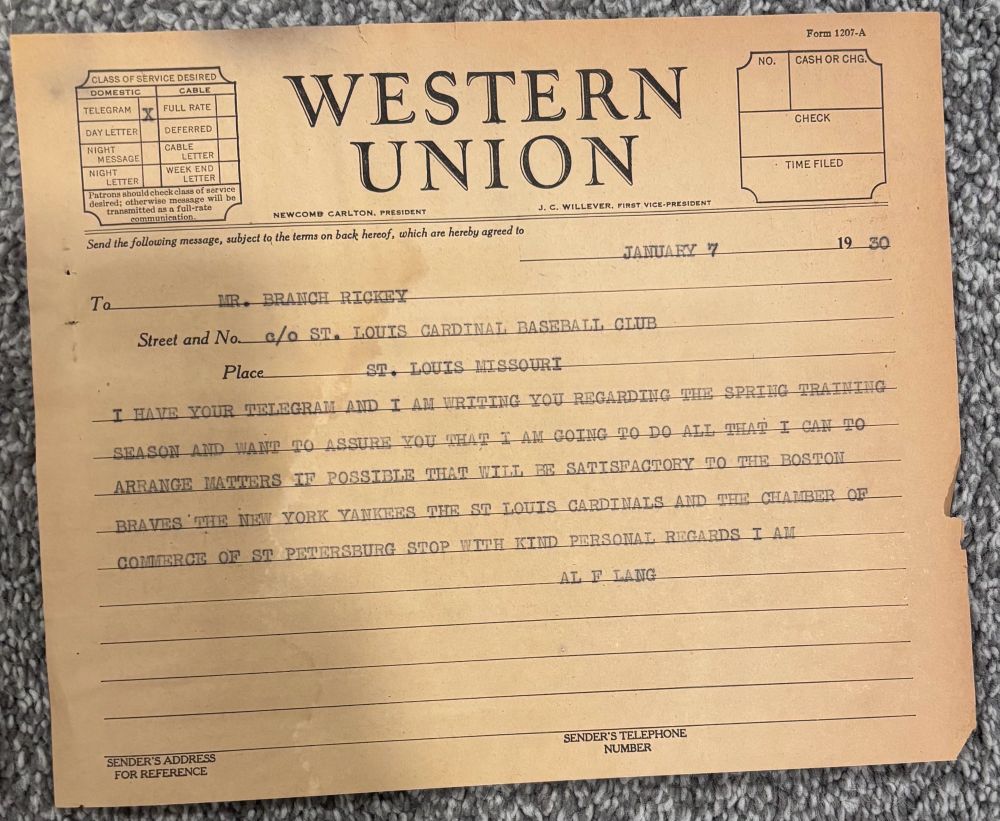 Form 1207-A
CLASS OF SERVICE DESIRED
DOMESTIC CABLE
TELEGRAM X FULL RATE
DAY LETTER DEFERRED
NIGHT MESSAGE CABLE LETTER
NIGHT LETTER WEEK END LETTER
Patrons should check class of service
desired; otherwise message will be
transmitted as a full-rate
communication.
WESTERN
UNION
NEWCOMB CARLTON, PRESIDENT J. C. WILLEVER, FIRST VICE-PRESIDENT
NO. CASH OR CHG.
CHECK
TIME FILED
Send the following message, subject to the terms on back hereof, which are hereby agreed to
JANUARY 7 19 30
To MR. BRANCH RICKEY
Street and No. c/o ST. LOUIS CARDINAL BASEBALL CLUB
Place ST. LOUIS MISSOURI
I HAVE YOUR TELEGRAM AND I AM WRITING YOU REGARDING THE SPRING TRAINING
SEASON AND WANT TO ASSURE YOU THAT I AM GOING TO DO ALL THAT I CAN TO
ARRANGE MATTERS IF POSSIBLE THAT WILL BE SATISFACTORY TO THE BOSTON
BRAVES THE NEW YORK YANKEES THE ST LOUIS CARDINALS AND THE CHAMBER OF
COMMERCE OF ST PETERSBURG STOP WITH KIND PERSONAL REGARDS I AM
AL F LANG
SENDER'S ADDRESS
FOR REFERENCE
SENDER'S TELEPHONE
NUMBER